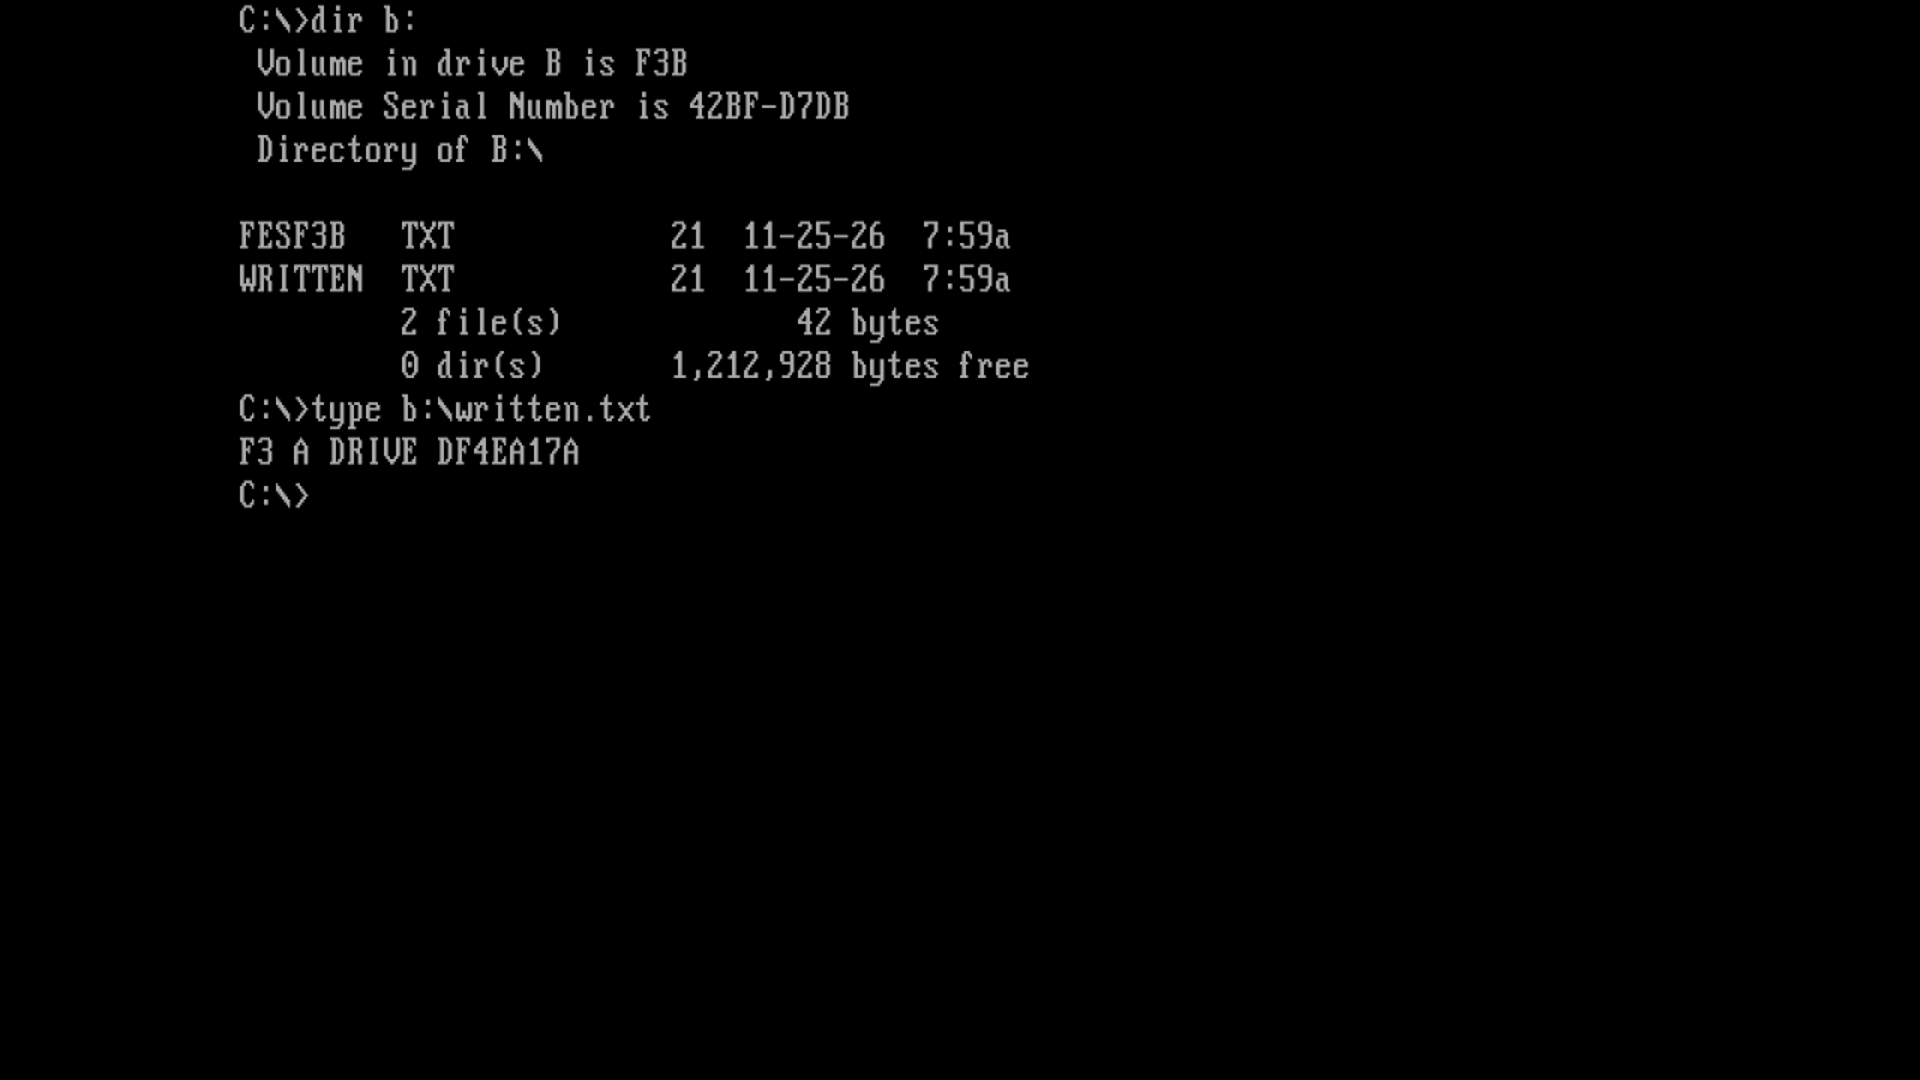 C:\>dir b:
 Volume in drive B is F3B
 Volume Serial Number is 42BF-D7DB
 Directory of B:\

FESF3B   TXT            21  11-25-26  7:59a
WRITTEN  TXT            21  11-25-26  7:59a
         2 file(s)             42 bytes
         0 dir(s)       1,212,928 bytes free
C:\>type b:\written.txt
F3 A DRIVE DF4EA17A
C:\>